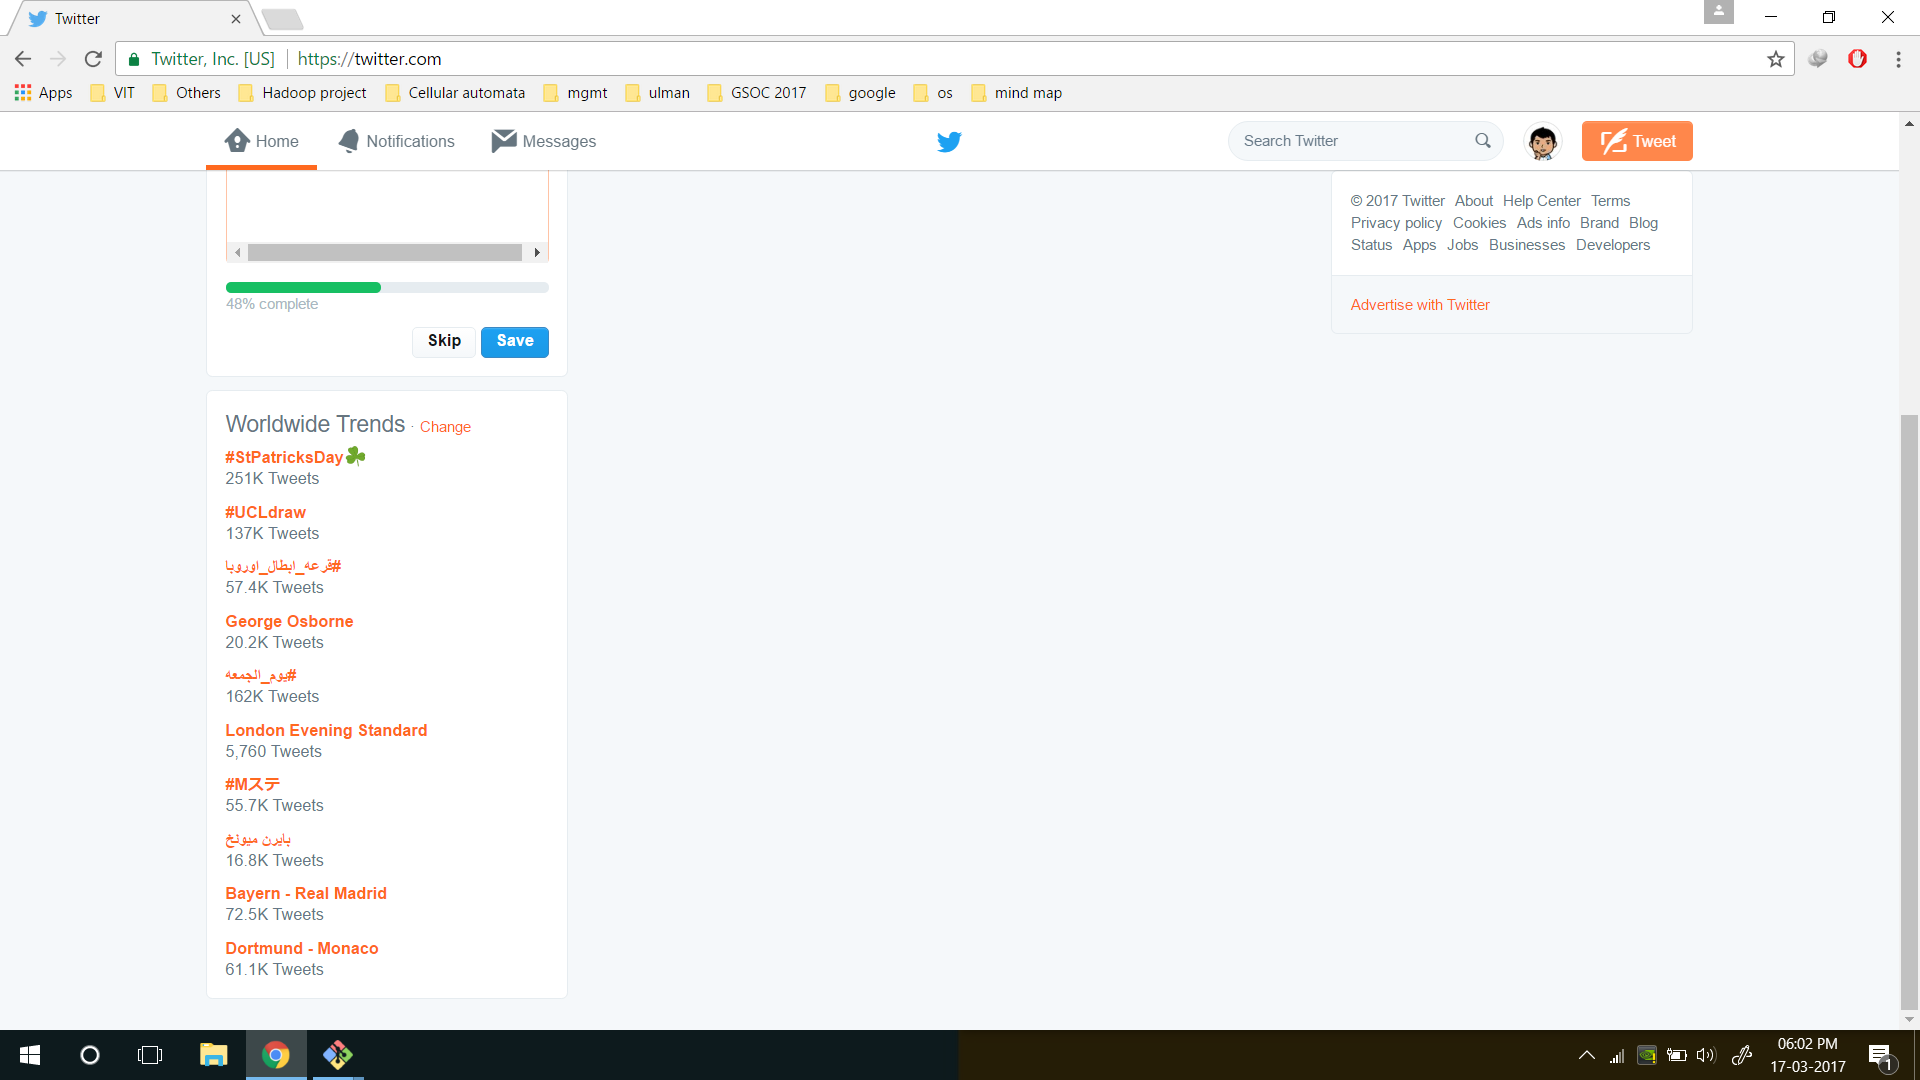 Twitter
Twitter, Inc. [US] https://twitter.com
Apps VIT Others Hadoop project Cellular automata mgmt ulman GSOC 2017 google os mind map
Home Notifications Messages Search Twitter Tweet
48% complete
Skip Save
Worldwide Trends · Change
#StPatricksDay☘
251K Tweets
#UCLdraw
137K Tweets
#قرعه_ابطال_اوروبا
57.4K Tweets
George Osborne
20.2K Tweets
#يوم_الجمعه
162K Tweets
London Evening Standard
5,760 Tweets
#Mステ
55.7K Tweets
بايرن ميونخ
16.8K Tweets
Bayern - Real Madrid
72.5K Tweets
Dortmund - Monaco
61.1K Tweets
© 2017 Twitter About Help Center Terms
Privacy policy Cookies Ads info Brand Blog
Status Apps Jobs Businesses Developers
Advertise with Twitter
06:02 PM
17-03-2017
1